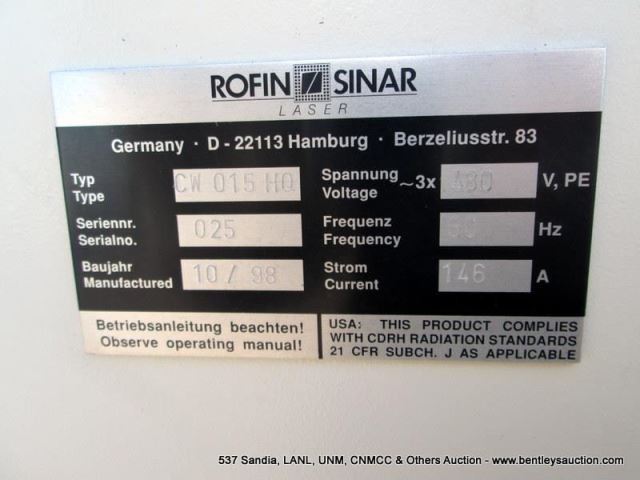 ROFIN SINAR
LASER
Germany · D - 22113 Hamburg · Berzeliusstr. 83
Typ
Type
CW 015 HQ
Spannung
Voltage
~3x 480 V, PE
Seriennr.
Serialno.
025
Frequenz
Frequency
Hz
Baujahr
Manufactured
10 / 98
Strom
Current
146 A
Betriebsanleitung beachten!
Observe operating manual!
USA: THIS PRODUCT COMPLIES
WITH CDRH RADIATION STANDARDS
21 CFR SUBCH. J AS APPLICABLE
537 Sandia, LANL, UNM, CNMCC & Others Auction - www.bentleysauction.com